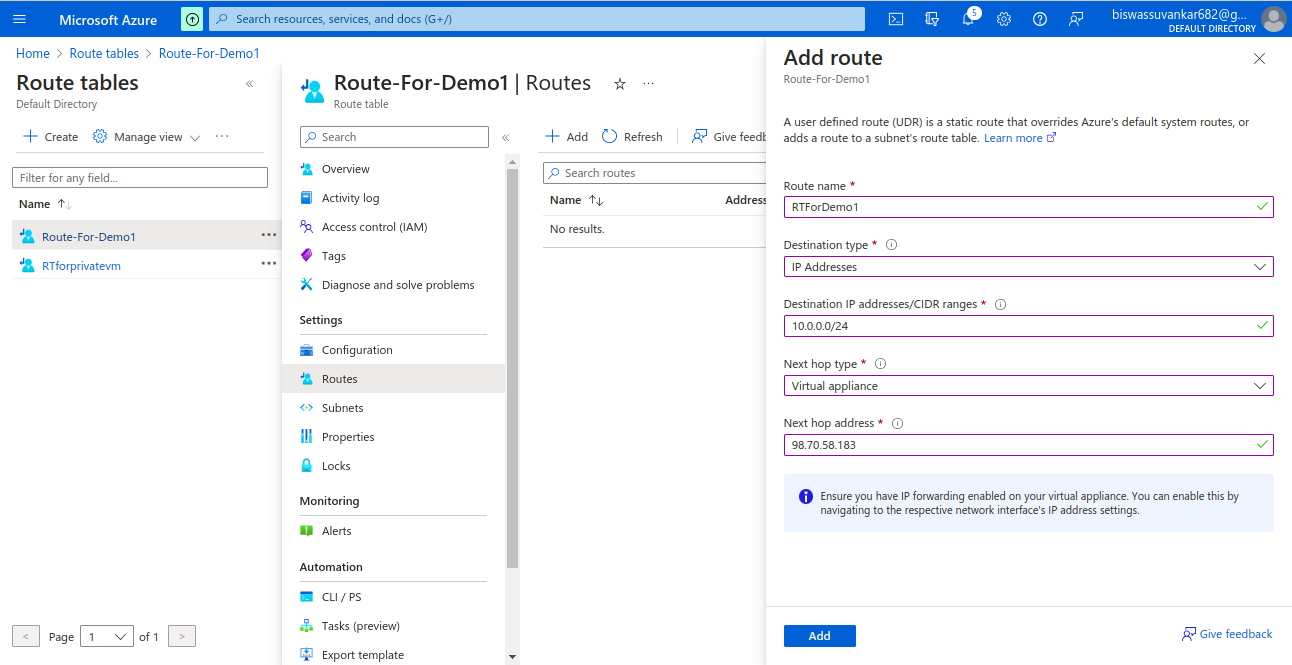 Microsoft Azure
Search resources, services, and docs (G+/)
5
biswassuvankar682@g...
DEFAULT DIRECTORY
Home > Route tables > Route-For-Demo1
Route tables
Default Directory
«
Create
Manage view
...
Filter for any field...
Name ↑↓
Route-For-Demo1 ...
RTforprivatevm ...
< Page 1 of 1 >
Route-For-Demo1 | Routes
☆ ...
Route table
Search
«
Overview
Activity log
Access control (IAM)
Tags
Diagnose and solve problems
Settings
Configuration
Routes
Subnets
Properties
Locks
Monitoring
Alerts
Automation
CLI / PS
Tasks (preview)
Export template
Add
Refresh
Give feedb
Search routes
Name ↑↓ Address
No results.
Add route
Route-For-Demo1
A user defined route (UDR) is a static route that overrides Azure's default system routes, or
adds a route to a subnet's route table. Learn more
Route name *
RTForDemo1
Destination type *
IP Addresses
Destination IP addresses/CIDR ranges *
10.0.0.0/24
Next hop type *
Virtual appliance
Next hop address *
98.70.58.183
Ensure you have IP forwarding enabled on your virtual appliance. You can enable this by
navigating to the respective network interface's IP address settings.
Add
Give feedback